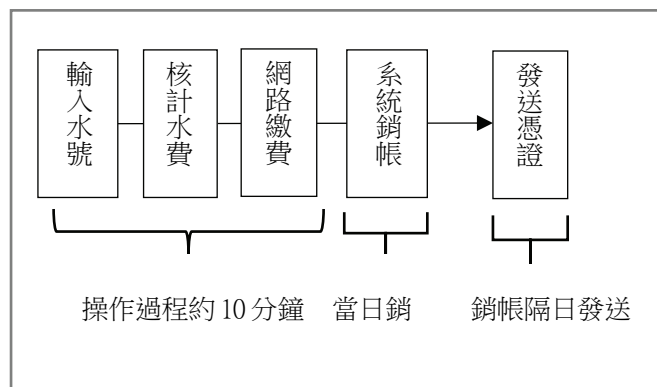 輸入水號
核計水費
網路繳費
系統銷帳
發送憑證
操作過程約 10 分鐘
當日銷
銷帳隔日發送